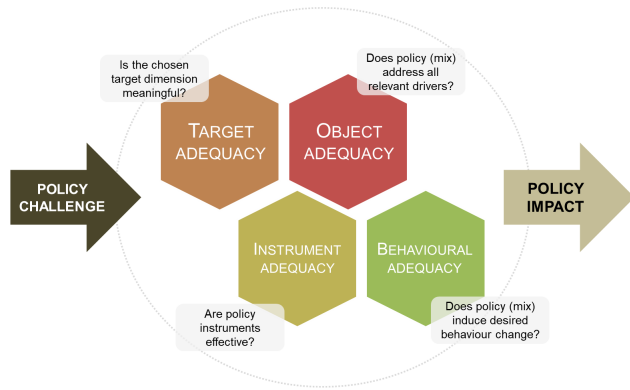 Is the chosen
target dimension
meaningful?
Does policy (mix)
address all
relevant drivers?
TARGET
ADEQUACY
OBJECT
ADEQUACY
POLICY
CHALLENGE
POLICY
IMPACT
INSTRUMENT
ADEQUACY
BEHAVIOURAL
ADEQUACY
Are policy
instruments
effective?
Does policy (mix)
induce desired
behaviour change?